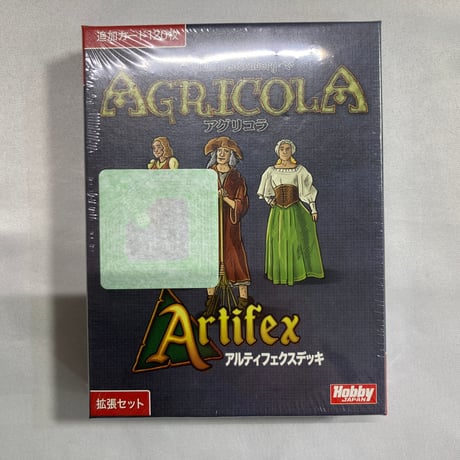 追加カード120枚
AGRICOLA
アグリコラ
Artifex
アルティフェクスデッキ
拡張セット
Hobby
JAPAN